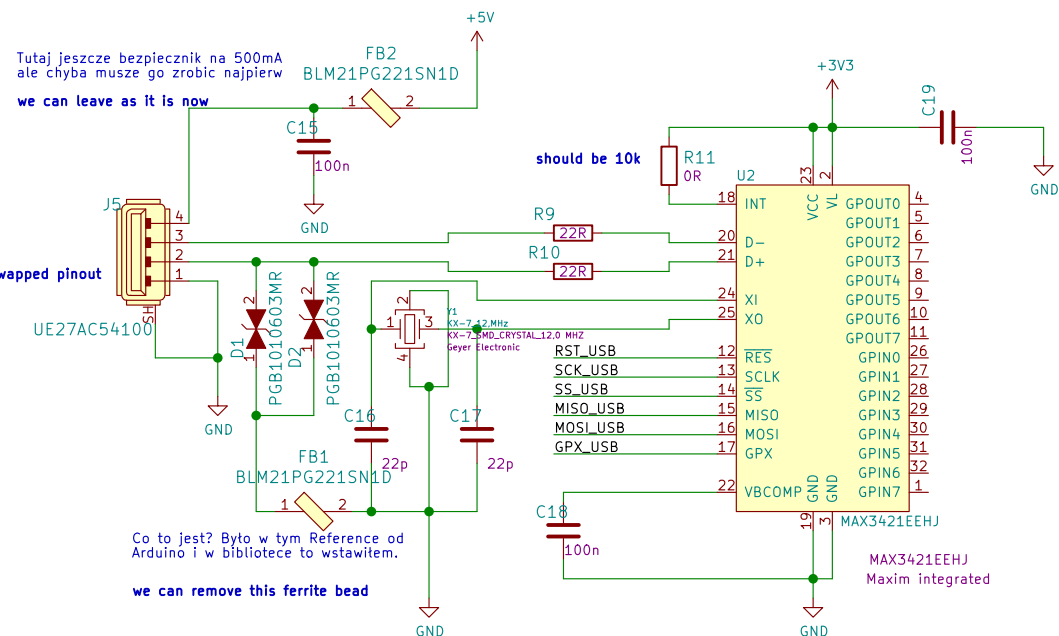 +5V
Tutaj jeszcze bezpiecznik na 500mA
ale chyba musze go zrobic najpierw
we can leave as it is now
FB2
BLM21PG221SN1D
1 2
C15
100n
GND
+3V3
C19
100n
GND
should be 10k
R11
0R
U2
J5
4
3
2
1
SH
UE27AC54100
wapped pinout
R9
22R
R10
22R
18 INT
20 D-
21 D+
24 XI
25 XO
12 RES
13 SCLK
14 SS
15 MISO
16 MOSI
17 GPX
22 VBCOMP
23 VCC
2 VL
GPOUT0 4
GPOUT1 5
GPOUT2 6
GPOUT3 7
GPOUT4 8
GPOUT5 9
GPOUT6 10
GPOUT7 11
GPIN0 26
GPIN1 27
GPIN2 28
GPIN3 29
GPIN4 30
GPIN5 31
GPIN6 32
GPIN7 1
GND 19
GND 3
MAX3421EEHJ
RST_USB
SCK_USB
SS_USB
MISO_USB
MOSI_USB
GPX_USB
2
1
D1
PGB1010603MR
2
1
D2
PGB1010603MR
GND
2
1 3
4
Y1
KX-7_12.MHz
KX-7_SMD_CRYSTAL_12.0 MHZ
Geyer Electronic
C16
22p
C17
22p
FB1
BLM21PG221SN1D
1 2
Co to jest? Było w tym Reference od
Arduino i w bibliotece to wstawiłem.
we can remove this ferrite bead
GND
C18
100n
GND
MAX3421EEHJ
Maxim integrated